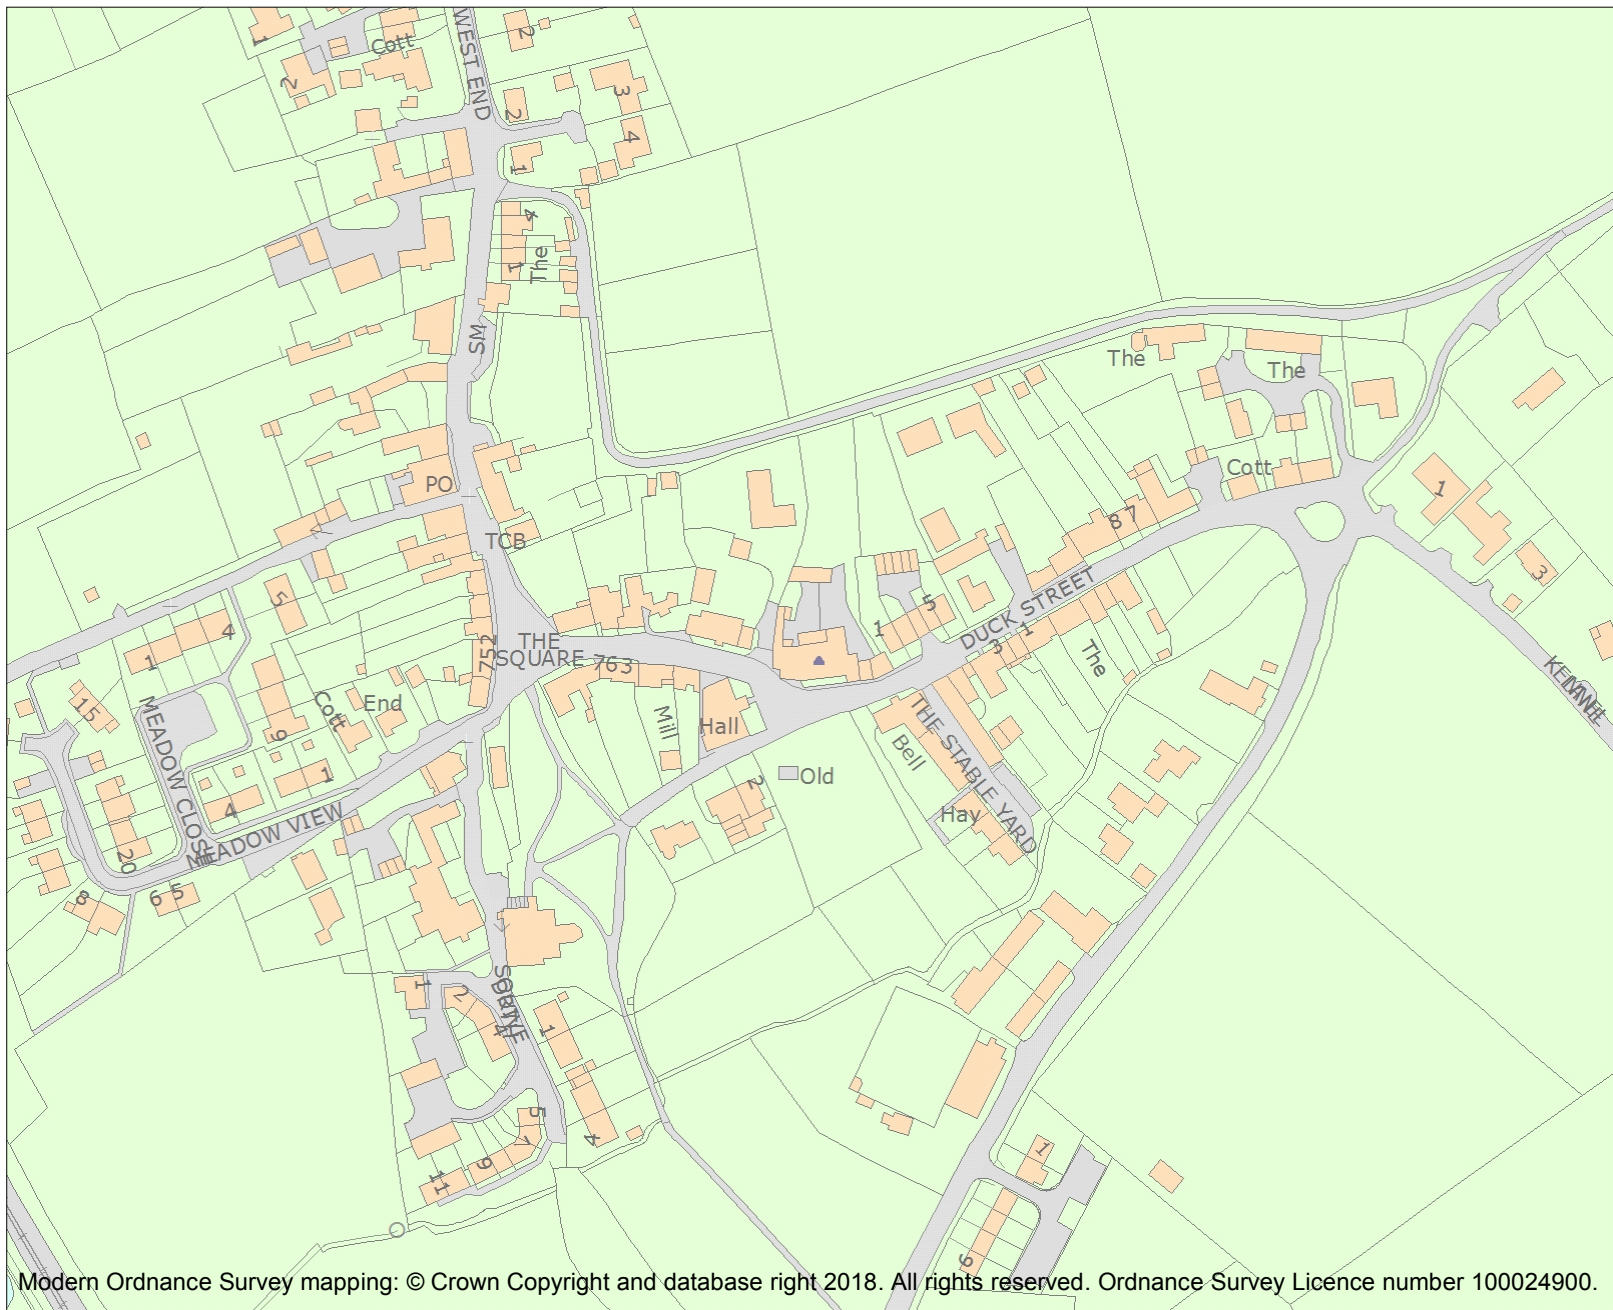 1
Cott
2
WEST END
2
3
2
4
1
4
The
1
SM
The
The
PO
Cott
TCB
1
8 7
3
5
4
1
5
1
DUCK STREET
3 1
The
THE
SQUARE
752
763
15
MEADOW CLOSE
Cott
End
9
Mill
Hall
THE STABLE YARD
Bell
Old
2
Hay
1
4
MEADOW VIEW
20
8
6 5
1
2
4
DRIVE
1
5
4
7
9
11
1
6
Modern Ordnance Survey mapping: © Crown Copyright and database right 2018. All rights reserved. Ordnance Survey Licence number 100024900.